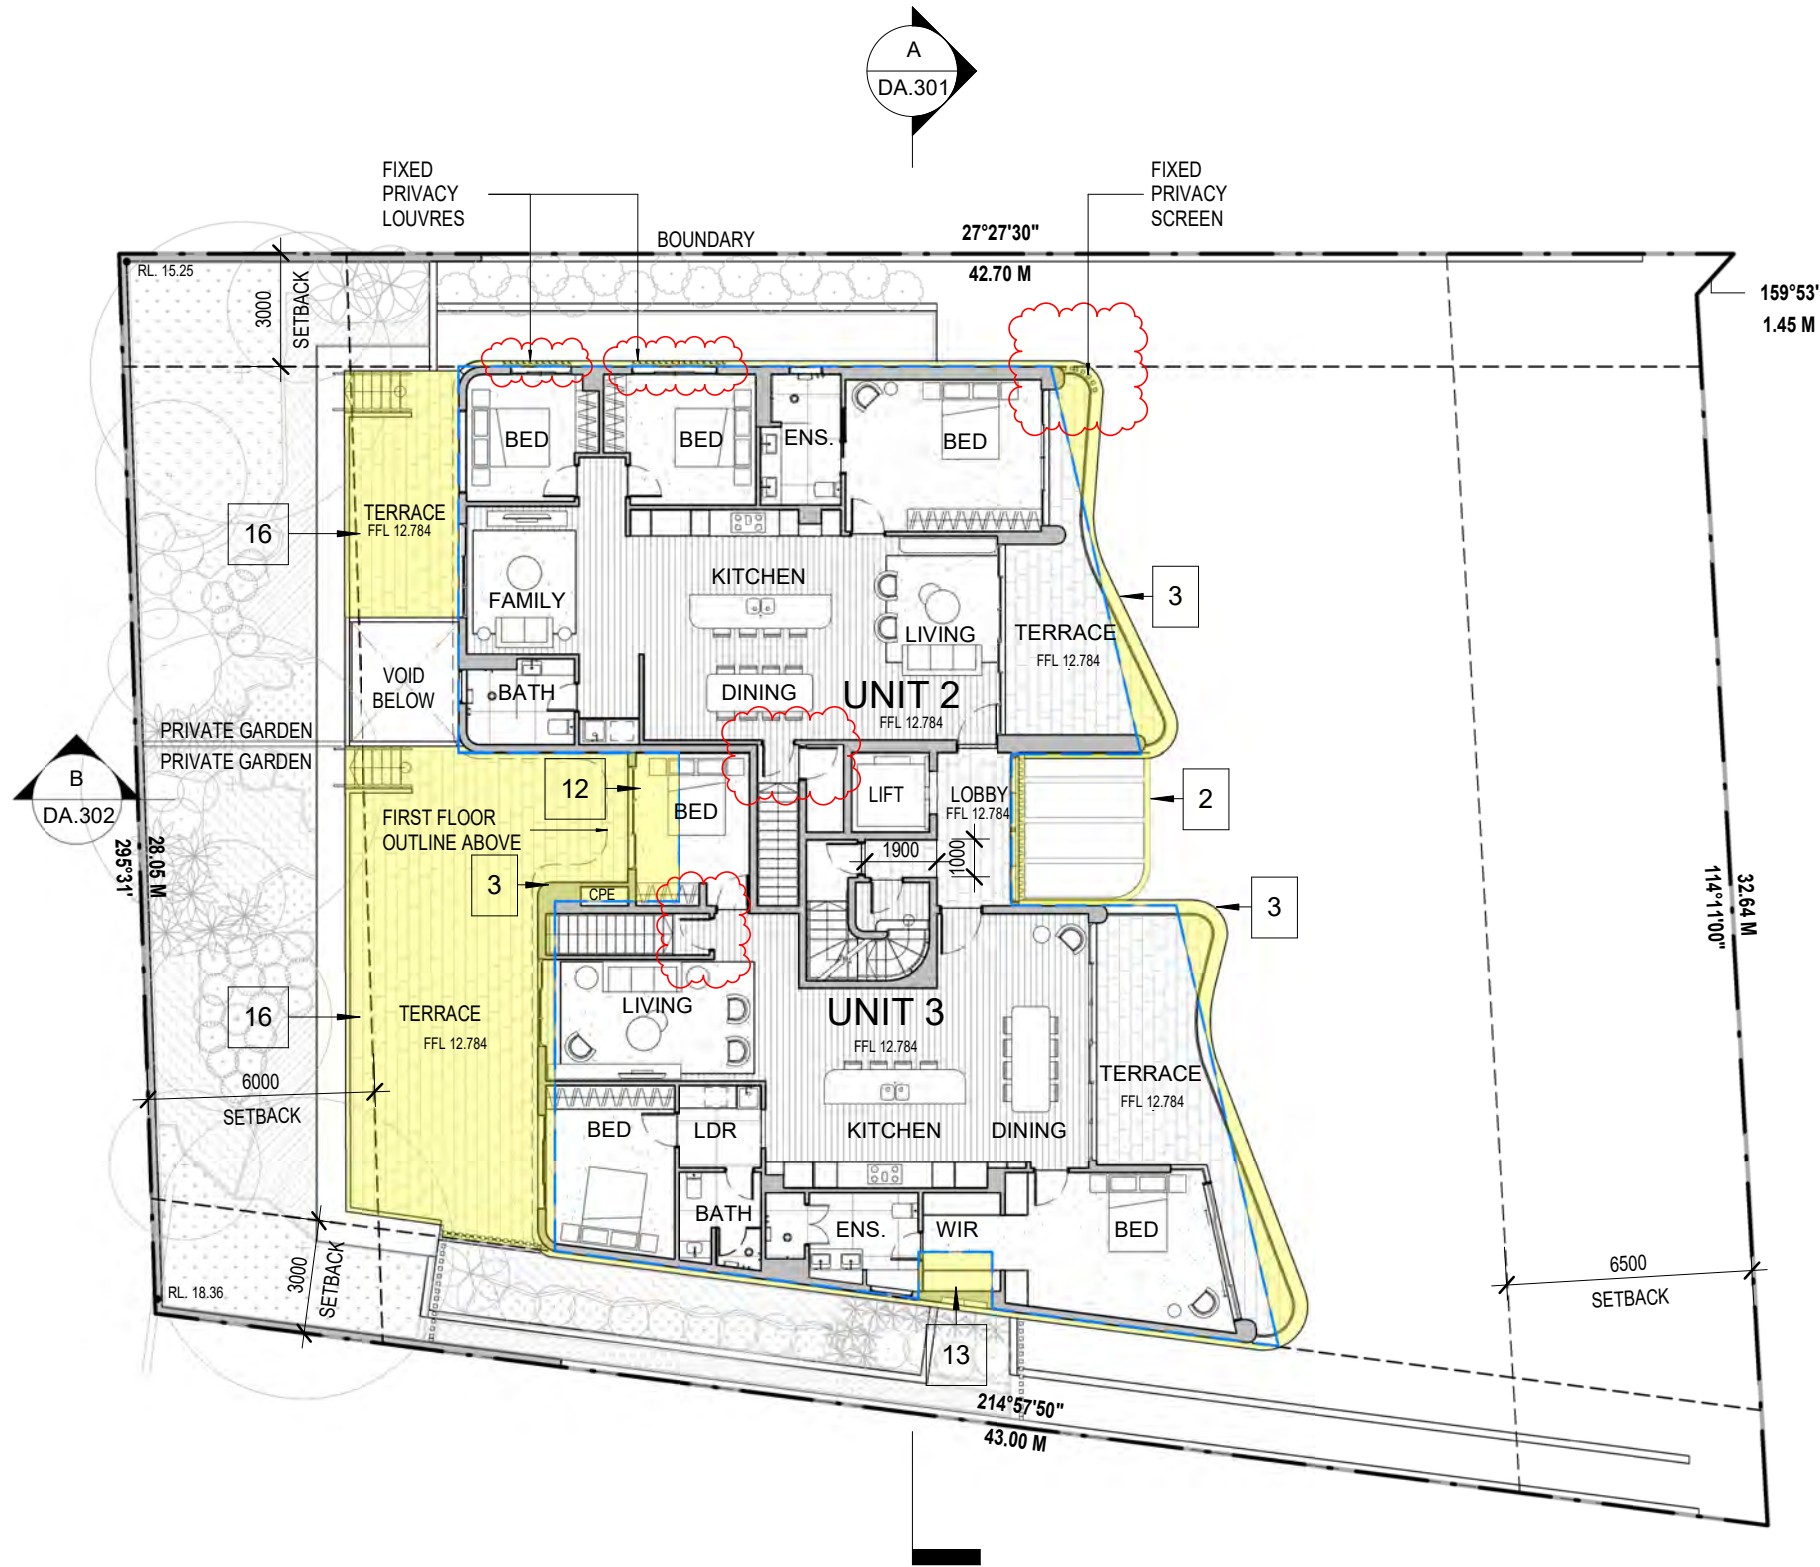 A
DA.301
FIXED
PRIVACY
LOUVRES
FIXED
PRIVACY
SCREEN
BOUNDARY
27°27'30"
42.70 M
RL. 15.25
159°53'
1.45 M
3000
SETBACK
BED
BED
ENS.
BED
TERRACE
FFL 12.784
16
KITCHEN
FAMILY
3
LIVING
TERRACE
FFL 12.784
VOID
BELOW
BATH
DINING
UNIT 2
FFL 12.784
PRIVATE GARDEN
PRIVATE GARDEN
B
DA.302
12
BED
LIFT
LOBBY
FFL 12.784
2
FIRST FLOOR
OUTLINE ABOVE
1900
1000
3
CPE
3
28.05 M
295°31'
32.64 M
114°11'00"
LIVING
UNIT 3
FFL 12.784
16
TERRACE
FFL 12.784
TERRACE
FFL 12.784
6000
SETBACK
BED
LDR
KITCHEN
DINING
BATH
ENS.
WIR
BED
3000
SETBACK
RL. 18.36
6500
SETBACK
13
214°57'50"
43.00 M